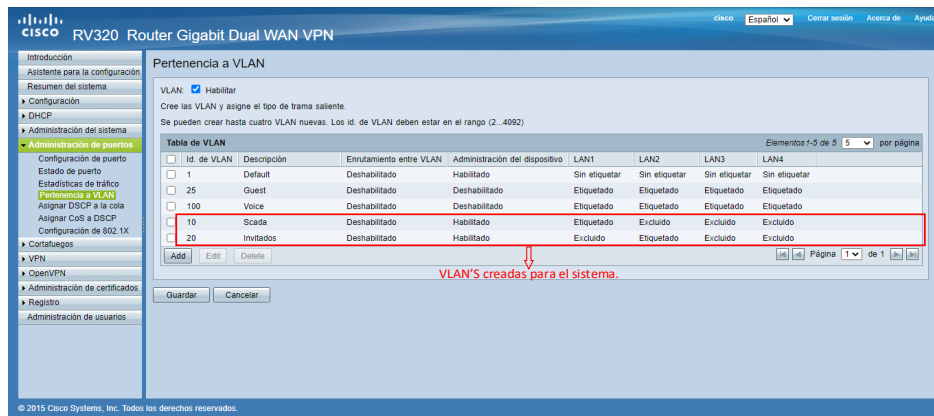 cisco Español Cerrar sesión Acerca de Ayuda
CISCO RV320 Router Gigabit Dual WAN VPN
Introducción
Asistente para la configuración
Resumen del sistema
Configuración
DHCP
Administración del sistema
Administración de puertos
Configuración de puerto
Estado de puerto
Estadísticas de tráfico
Pertenencia a VLAN
Asignar DSCP a la cola
Asignar CoS a DSCP
Configuración de 802.1X
Cortafuegos
VPN
OpenVPN
Administración de certificados
Registro
Administración de usuarios
Pertenencia a VLAN
VLAN: Habilitar
Cree las VLAN y asigne el tipo de trama saliente.
Se pueden crear hasta cuatro VLAN nuevas. Los id. de VLAN deben estar en el rango (2...4092)
Tabla de VLAN Elementos 1-5 de 5 5 por página
Id. de VLAN Descripción Enrutamiento entre VLAN Administración del dispositivo LAN1 LAN2 LAN3 LAN4
1 Default Deshabilitado Habilitado Sin etiquetar Sin etiquetar Sin etiquetar Sin etiquetar
25 Guest Deshabilitado Deshabilitado Etiquetado Etiquetado Etiquetado Etiquetado
100 Voice Deshabilitado Deshabilitado Etiquetado Etiquetado Etiquetado Etiquetado
10 Scada Deshabilitado Habilitado Etiquetado Excluido Excluido Excluido
20 Invitados Deshabilitado Habilitado Excluido Etiquetado Excluido Excluido
Add Edit Delete Página 1 de 1
VLAN'S creadas para el sistema.
Guardar Cancelar
© 2015 Cisco Systems, Inc. Todos los derechos reservados.